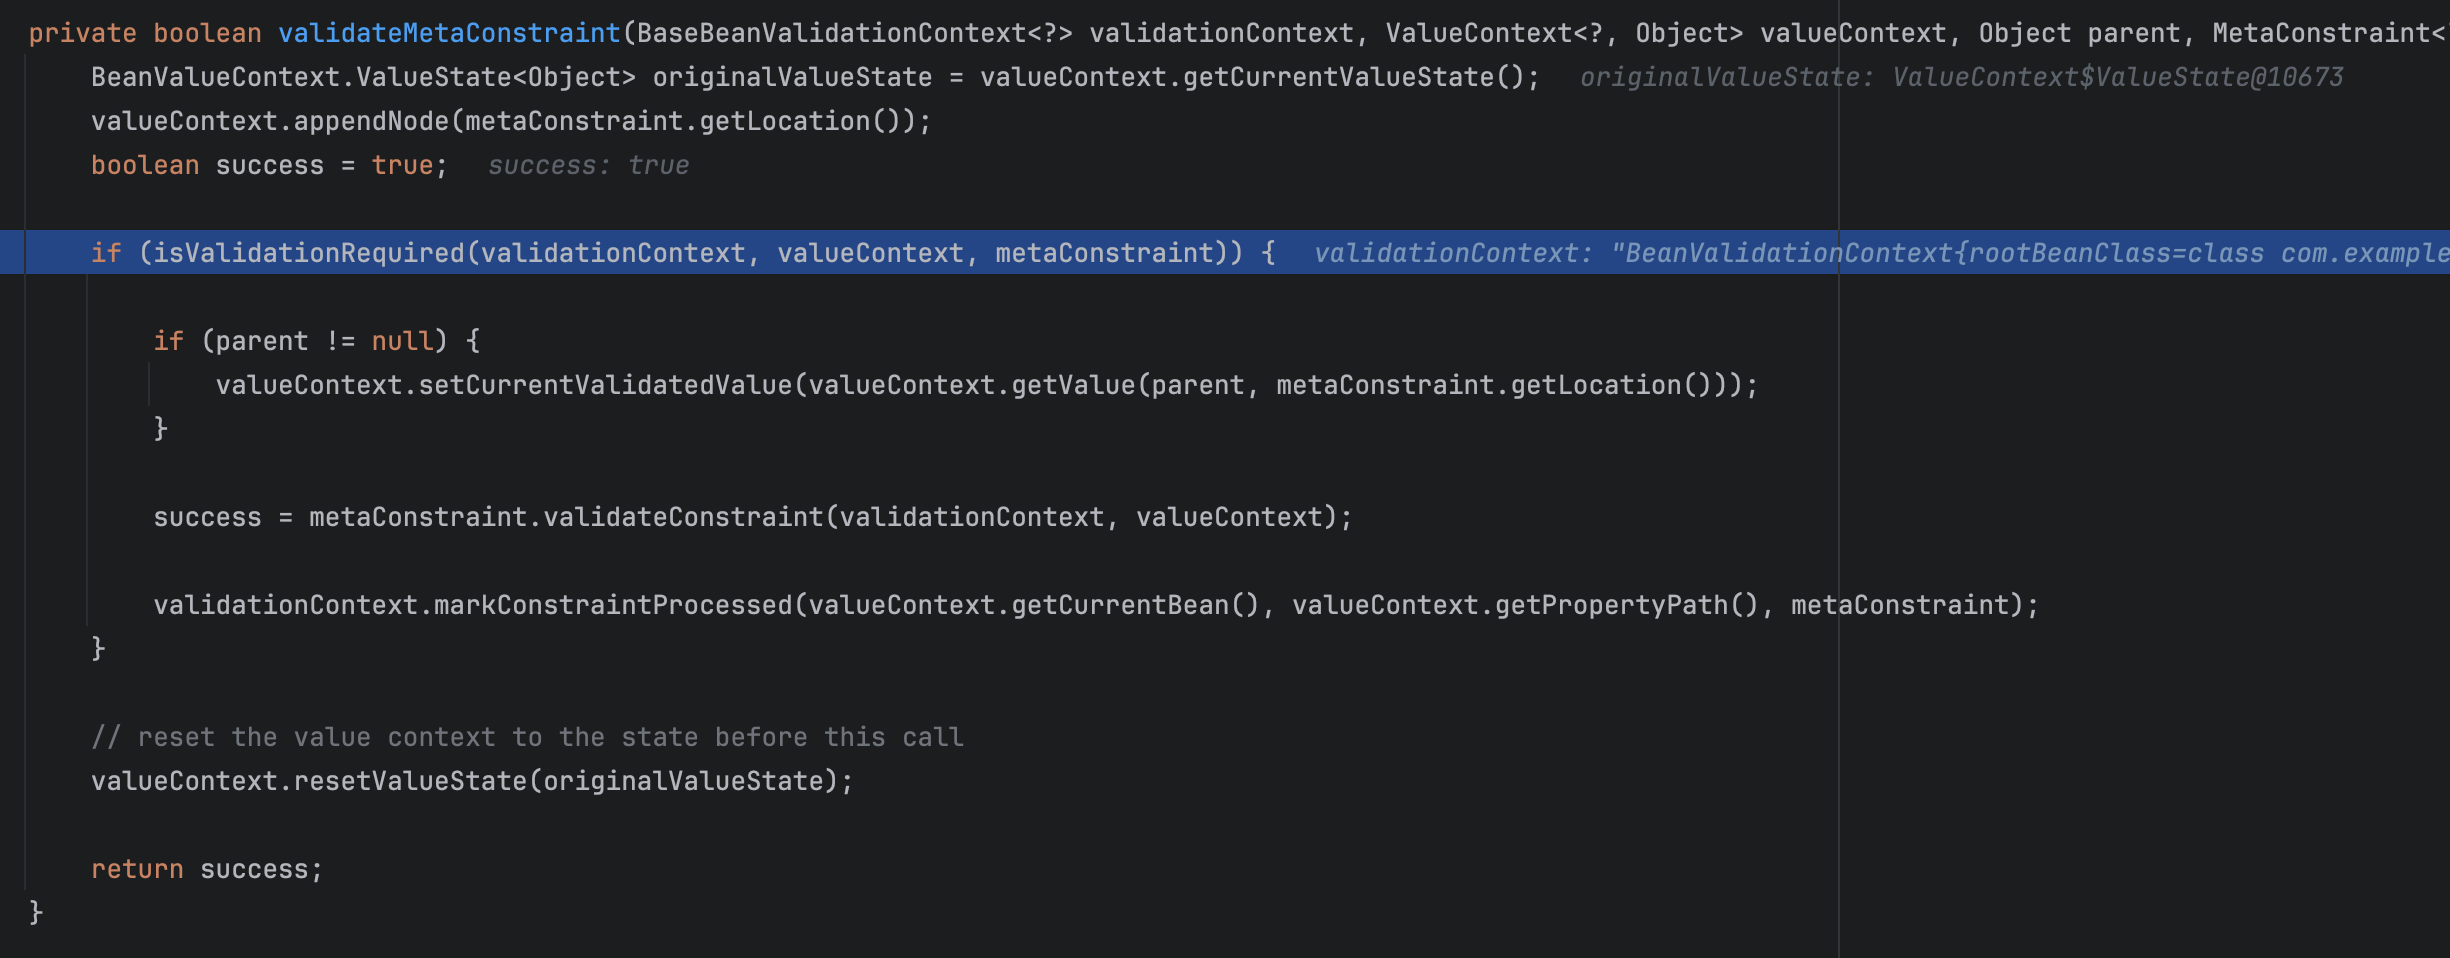 private boolean validateMetaConstraint(BaseBeanValidationContext<?> validationContext, ValueContext<?, Object> valueContext, Object parent, MetaConstraint<
BeanValueContext.ValueState<Object> originalValueState = valueContext.getCurrentValueState(); originalValueState: ValueContext$ValueState@10673
valueContext.appendNode(metaConstraint.getLocation());
boolean success = true; success: true
if (isValidationRequired(validationContext, valueContext, metaConstraint)) { validationContext: "BeanValidationContext{rootBeanClass=class com.example
if (parent != null) {
valueContext.setCurrentValidatedValue(valueContext.getValue(parent, metaConstraint.getLocation()));
}
success = metaConstraint.validateConstraint(validationContext, valueContext);
validationContext.markConstraintProcessed(valueContext.getCurrentBean(), valueContext.getPropertyPath(), metaConstraint);
}
// reset the value context to the state before this call
valueContext.resetValueState(originalValueState);
return success;
}